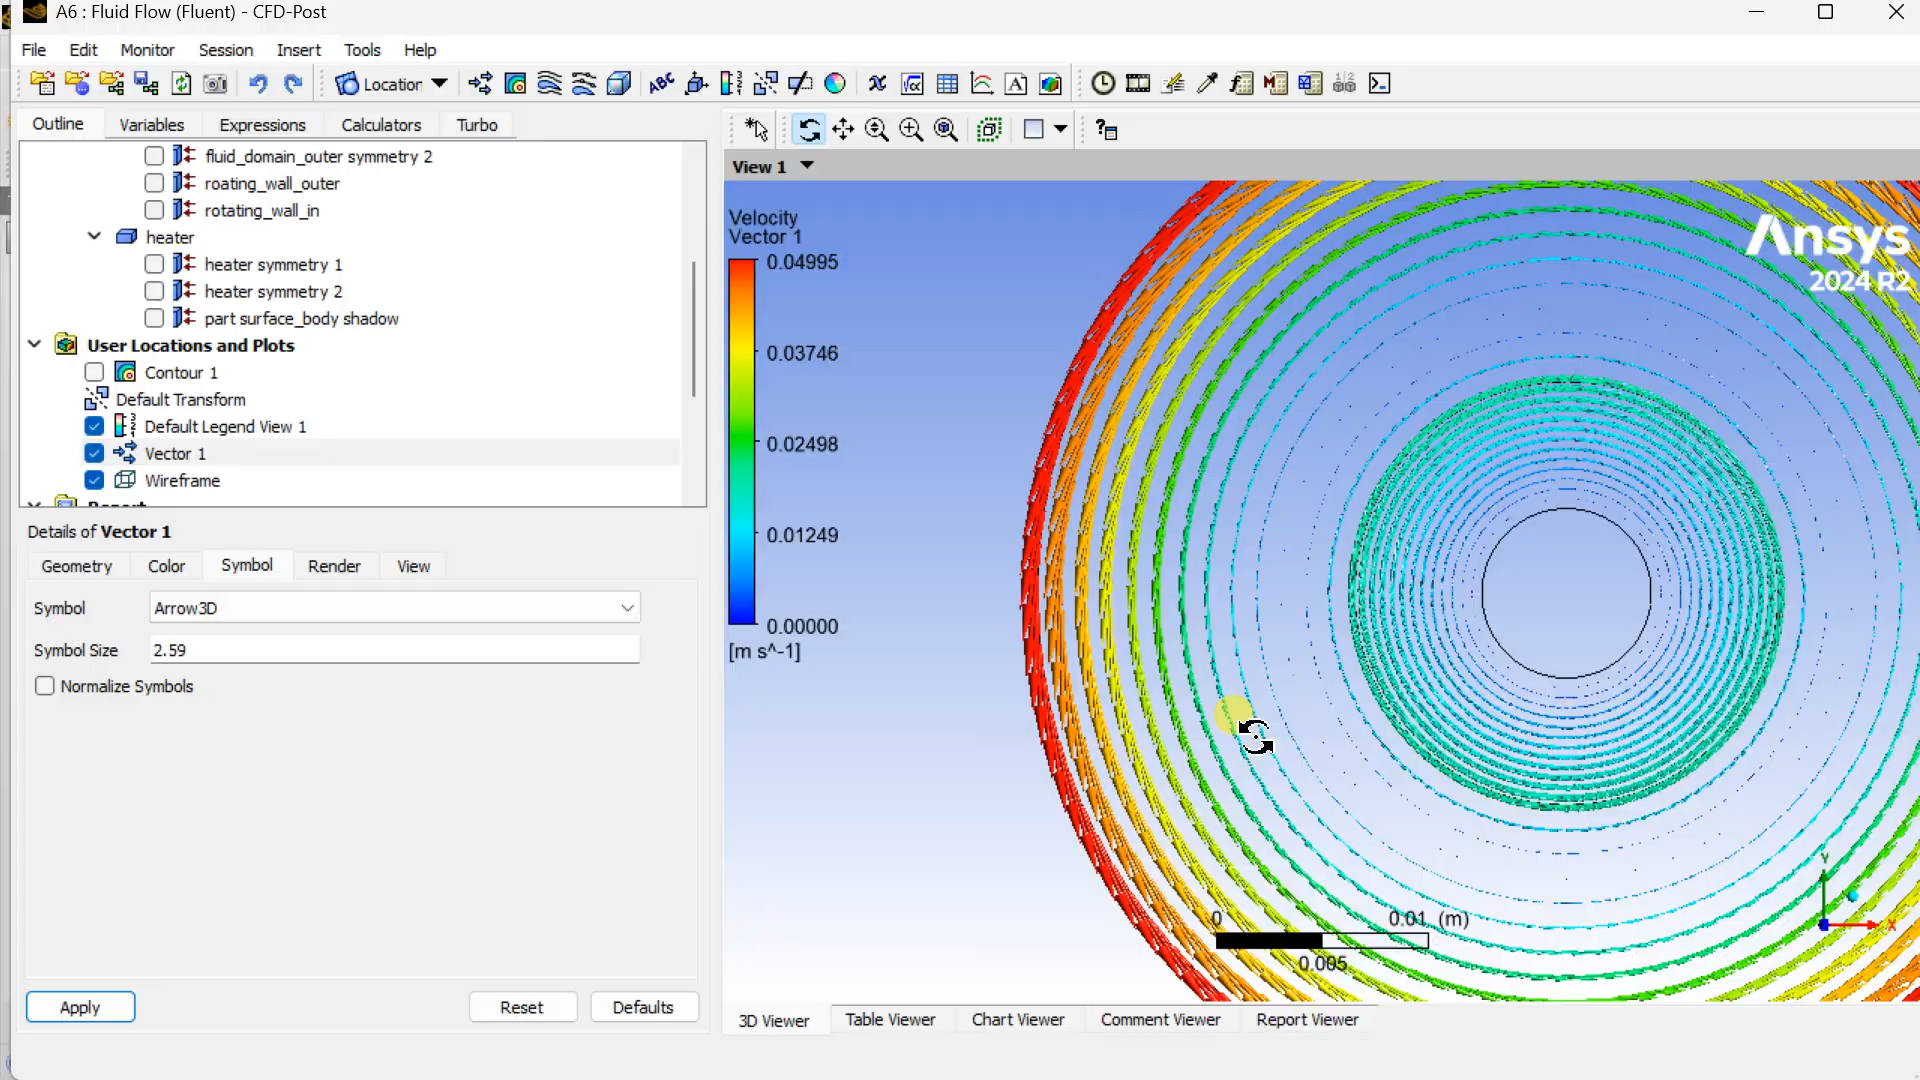 A6 : Fluid Flow (Fluent) - CFD-Post
File Edit Monitor Session Insert Tools Help
Location
Outline Variables Expressions Calculators Turbo
fluid_domain_outer symmetry 2
roating_wall_outer
rotating_wall_in
heater
heater symmetry 1
heater symmetry 2
part surface_body shadow
User Locations and Plots
Contour 1
Default Transform
Default Legend View 1
Vector 1
Wireframe
Report
Details of Vector 1
Geometry Color Symbol Render View
Symbol Arrow3D
Symbol Size 2.59
Normalize Symbols
Apply Reset Defaults
View 1
Velocity
Vector 1
0.04995
0.03746
0.02498
0.01249
0.00000
[m s^-1]
Ansys
2024 R2
Y
X
0 0.01 (m)
0.005
3D Viewer Table Viewer Chart Viewer Comment Viewer Report Viewer